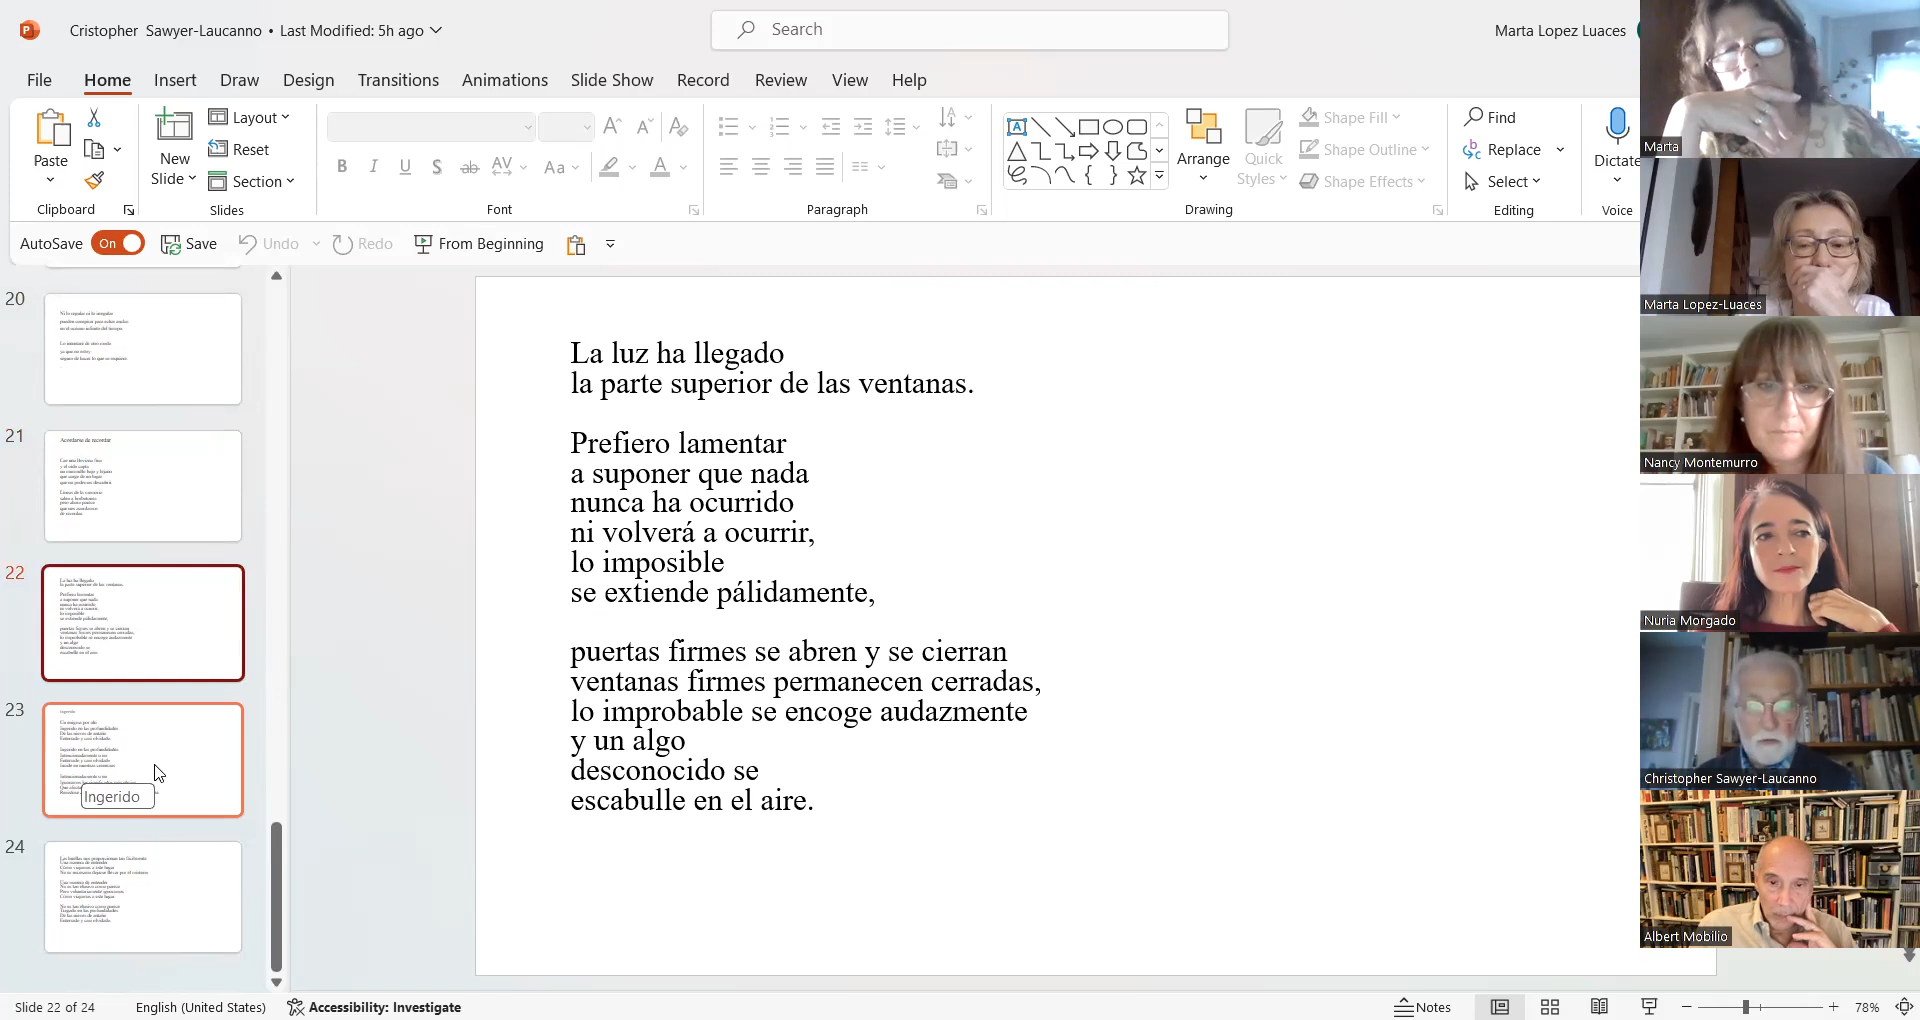 Cristopher Sawyer-Laucanno • Last Modified: 5h ago
Search
Marta Lopez Luaces
File Home Insert Draw Design Transitions Animations Slide Show Record Review View Help
Paste
New Slide
Layout
Reset
Section
Aa
Arrange
Quick Styles
Shape Fill
Shape Outline
Shape Effects
Find
Replace
Select
Dictate
Clipboard
Slides
Font
Paragraph
Drawing
Editing
Voice
AutoSave On Save Undo Redo From Beginning
20
21
Acordarse de recordar
22
23
Ingerido
24
La luz ha llegado
la parte superior de las ventanas.
Prefiero lamentar
a suponer que nada
nunca ha ocurrido
ni volverá a ocurrir,
lo imposible
se extiende pálidamente,
puertas firmes se abren y se cierran
ventanas firmes permanecen cerradas,
lo improbable se encoge audazmente
y un algo
desconocido se
escabulle en el aire.
Marta
Marta Lopez-Luaces
Nancy Montemurro
Nuria Morgado
Christopher Sawyer-Laucanno
Albert Mobilio
Slide 22 of 24
English (United States)
Accessibility: Investigate
Notes
78%